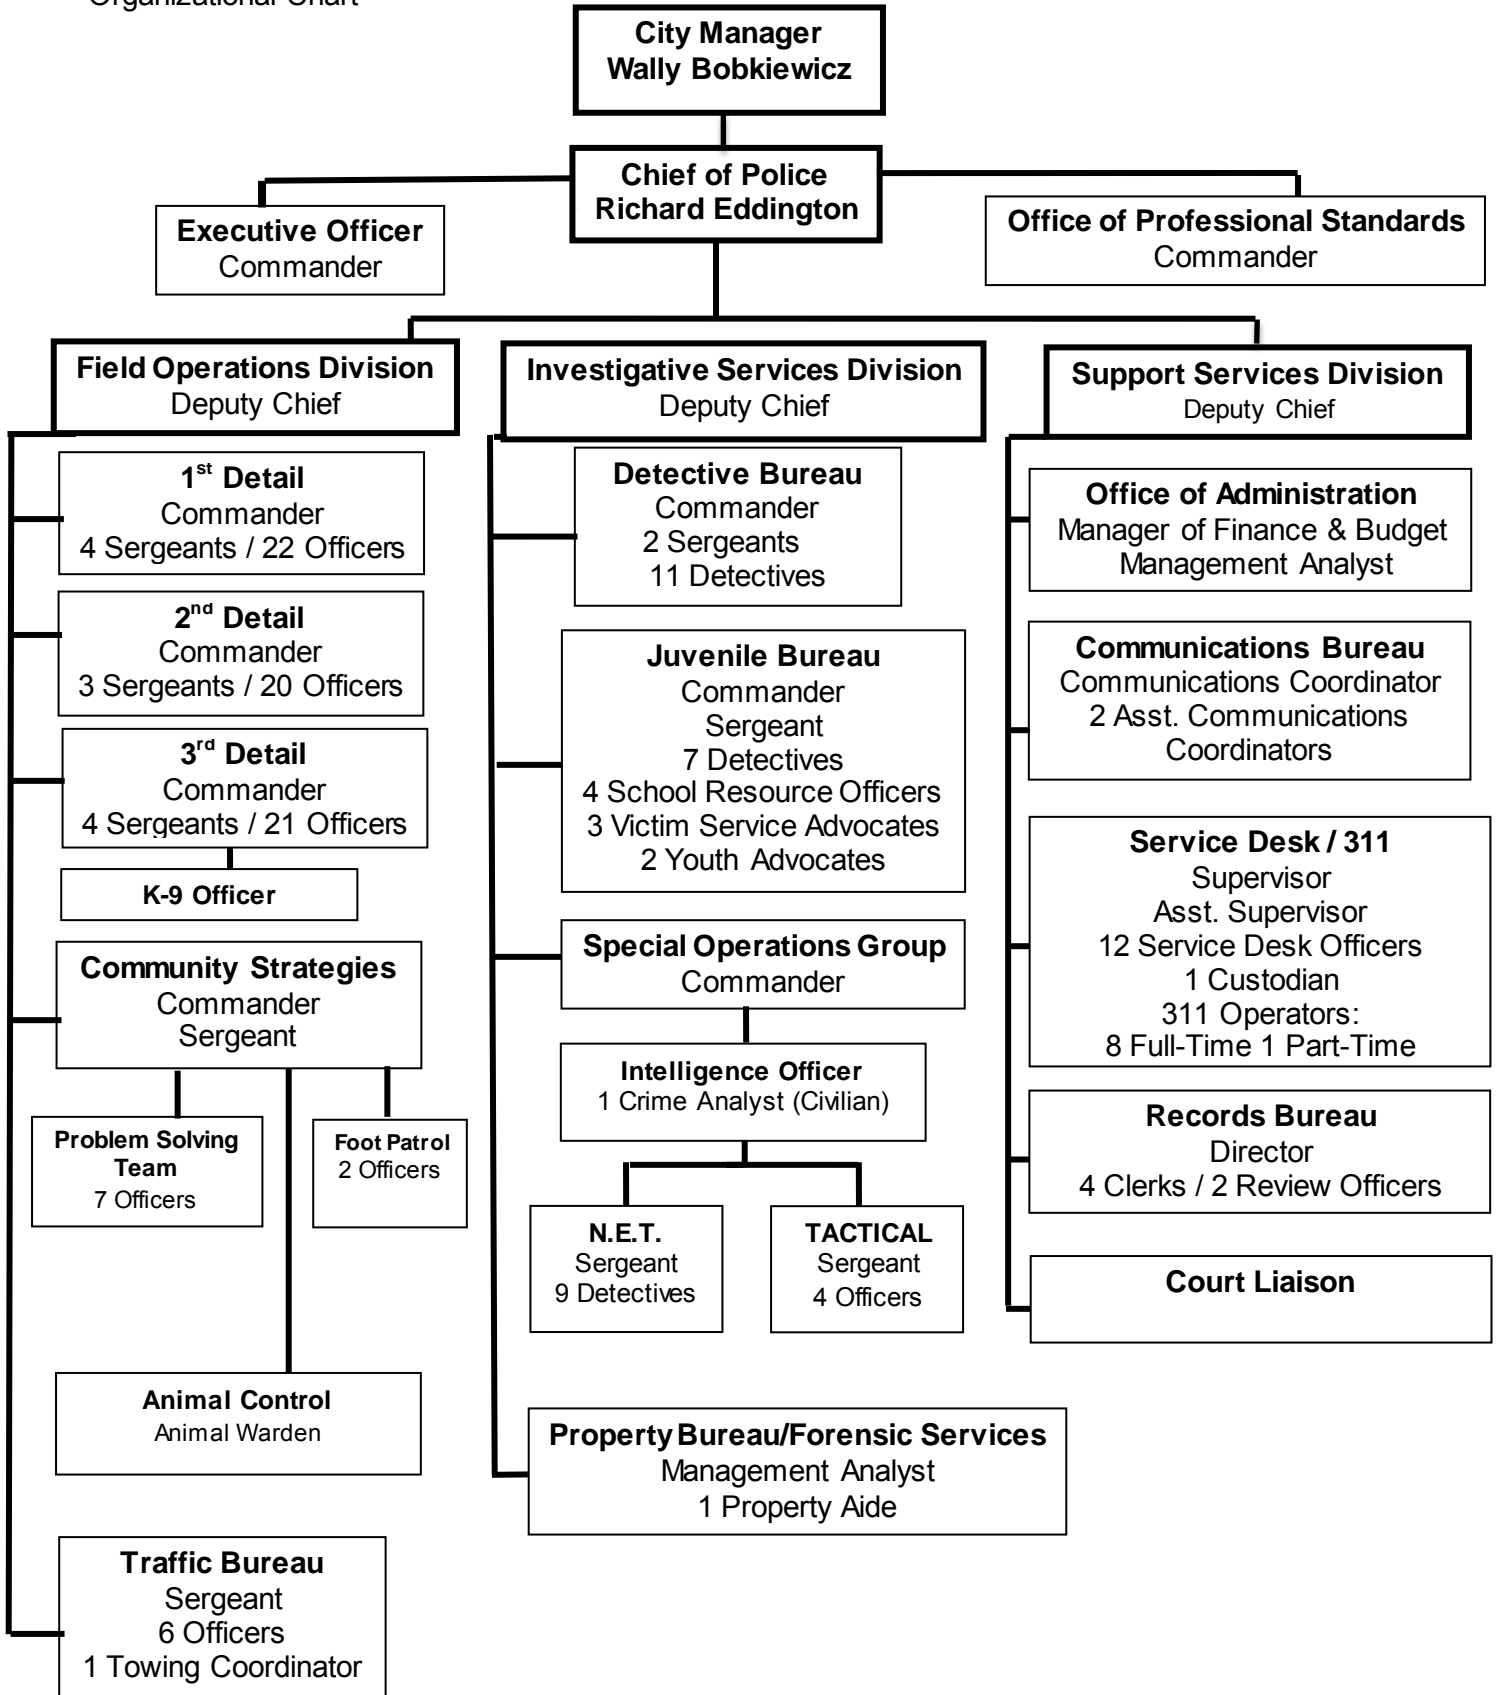 Organizational Chart
City Manager
Wally Bobkiewicz
Chief of Police
Richard Eddington
Executive Officer
Commander
Office of Professional Standards
Commander
Field Operations Division
Deputy Chief
1st Detail
Commander
4 Sergeants / 22 Officers
2nd Detail
Commander
3 Sergeants / 20 Officers
3rd Detail
Commander
4 Sergeants / 21 Officers
K-9 Officer
Community Strategies
Commander
Sergeant
Problem Solving
Team
7 Officers
Foot Patrol
2 Officers
Animal Control
Animal Warden
Traffic Bureau
Sergeant
6 Officers
1 Towing Coordinator
Investigative Services Division
Deputy Chief
Detective Bureau
Commander
2 Sergeants
11 Detectives
Juvenile Bureau
Commander
Sergeant
7 Detectives
4 School Resource Officers
3 Victim Service Advocates
2 Youth Advocates
Special Operations Group
Commander
Intelligence Officer
1 Crime Analyst (Civilian)
N.E.T.
Sergeant
9 Detectives
TACTICAL
Sergeant
4 Officers
Property Bureau/Forensic Services
Management Analyst
1 Property Aide
Support Services Division
Deputy Chief
Office of Administration
Manager of Finance & Budget
Management Analyst
Communications Bureau
Communications Coordinator
2 Asst. Communications
Coordinators
Service Desk / 311
Supervisor
Asst. Supervisor
12 Service Desk Officers
1 Custodian
311 Operators:
8 Full-Time 1 Part-Time
Records Bureau
Director
4 Clerks / 2 Review Officers
Court Liaison